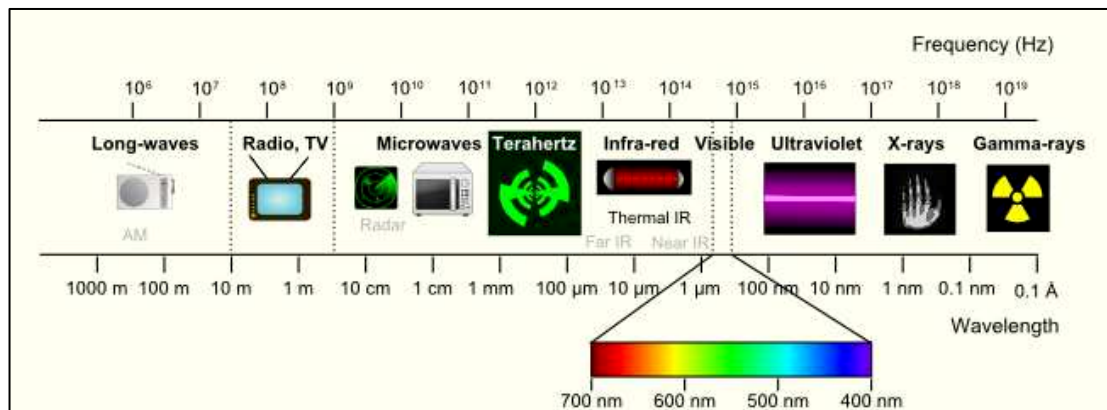 Frequency (Hz)
10⁶ 10⁷ 10⁸ 10⁹ 10¹⁰ 10¹¹ 10¹² 10¹³ 10¹⁴ 10¹⁵ 10¹⁶ 10¹⁷ 10¹⁸ 10¹⁹
Long-waves Radio, TV Microwaves Terahertz Infra-red Visible Ultraviolet X-rays Gamma-rays
Thermal IR
AM Radar Far IR Near IR
1000 m 100 m 10 m 1 m 10 cm 1 cm 1 mm 100 µm 10 µm 1 µm 100 nm 10 nm 1 nm 0.1 nm 0.1 Å
Wavelength
700 nm 600 nm 500 nm 400 nm